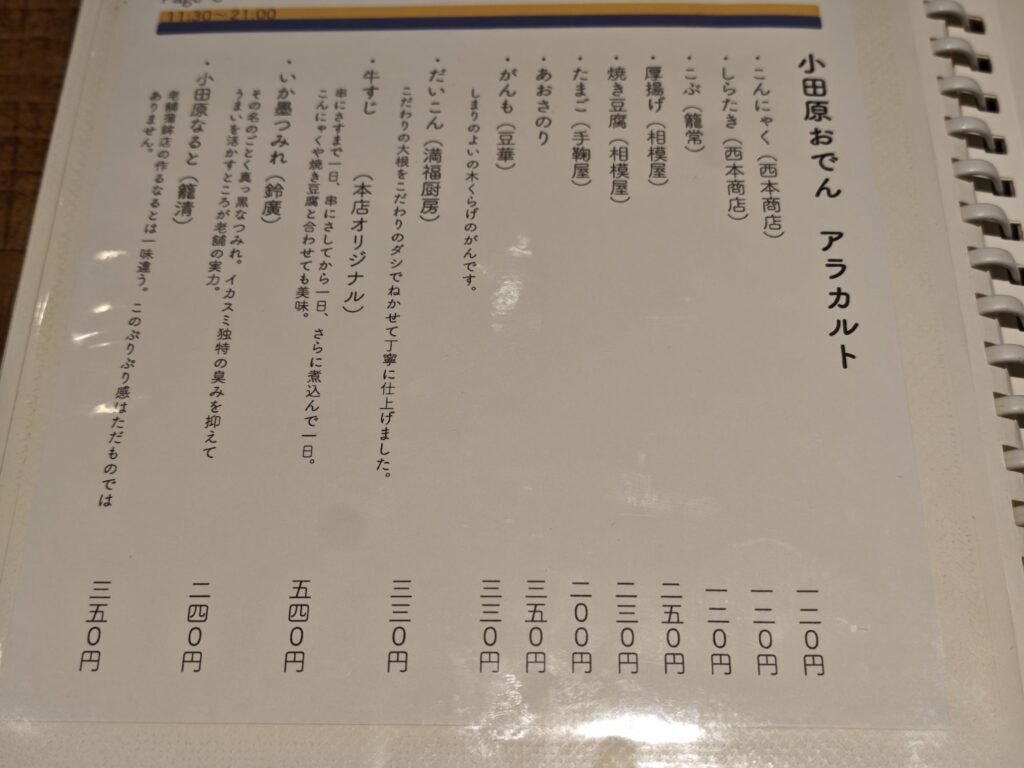 11:30～21:00
小田原おでん アラカルト
・こんにゃく（西本商店） 一二〇円
・しらたき（西本商店） 一二〇円
・こぶ（籠常） 一二〇円
・厚揚げ（相模屋） 二五〇円
・焼き豆腐（相模屋） 二三〇円
・たまご（手鞠屋） 二〇〇円
・あおさのり 三五〇円
・がんも（豆華） 三三〇円
しまりのよいの木くらげのがんです。
・だいこん（満福厨房） 三三〇円
こだわりの大根をこだわりのダシでねかせて丁寧に仕上げました。
・牛すじ （本店オリジナル） 五四〇円
串にさすまで一日、串にさしてから一日、さらに煮込んで一日。
こんにゃくや焼き豆腐と合わせても美味。
・いか墨つみれ（鈴廣） 二四〇円
その名のごとく真っ黒なつみれ。イカスミ独特の臭みを抑えて
うまいを活かすところが老舗の実力。
・小田原なると（籠清） 三五〇円
老舗蒲鉾店の作るなるとは一味違う。このぷりぷり感はただものでは
ありません。